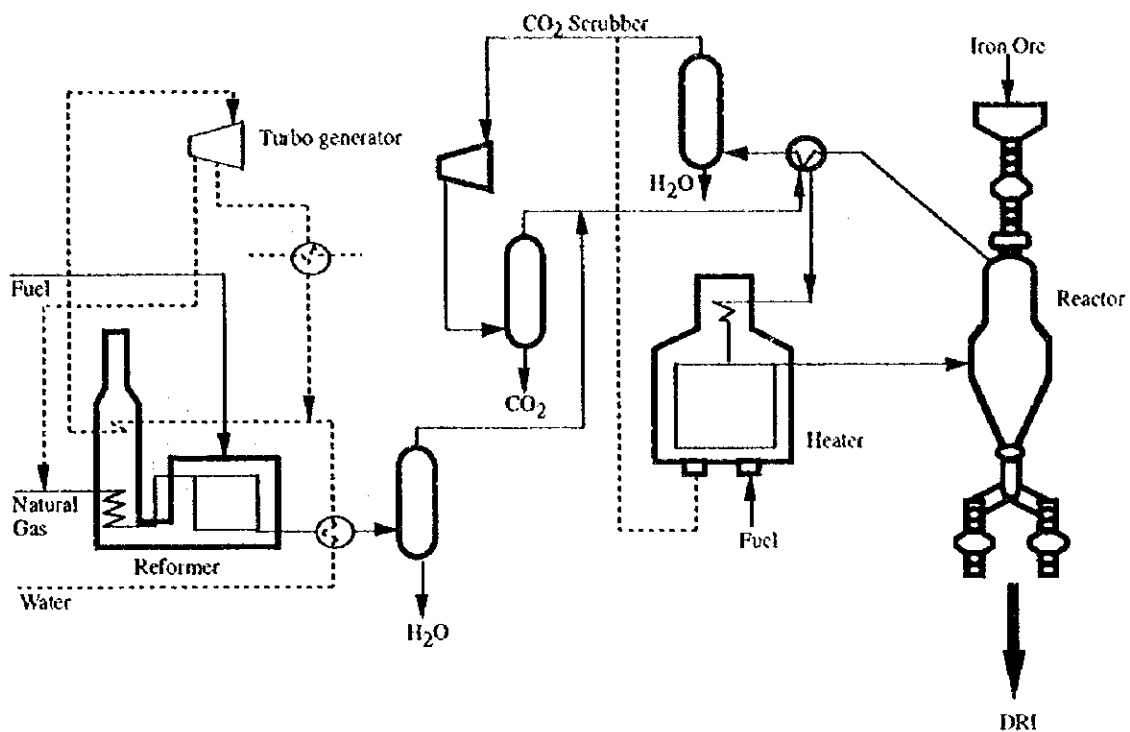 CO2 Scrubber
Iron Ore
Turbo generator
H2O
Fuel
Reactor
CO2
Heater
Natural
Gas
Fuel
Reformer
Water
H2O
DRI